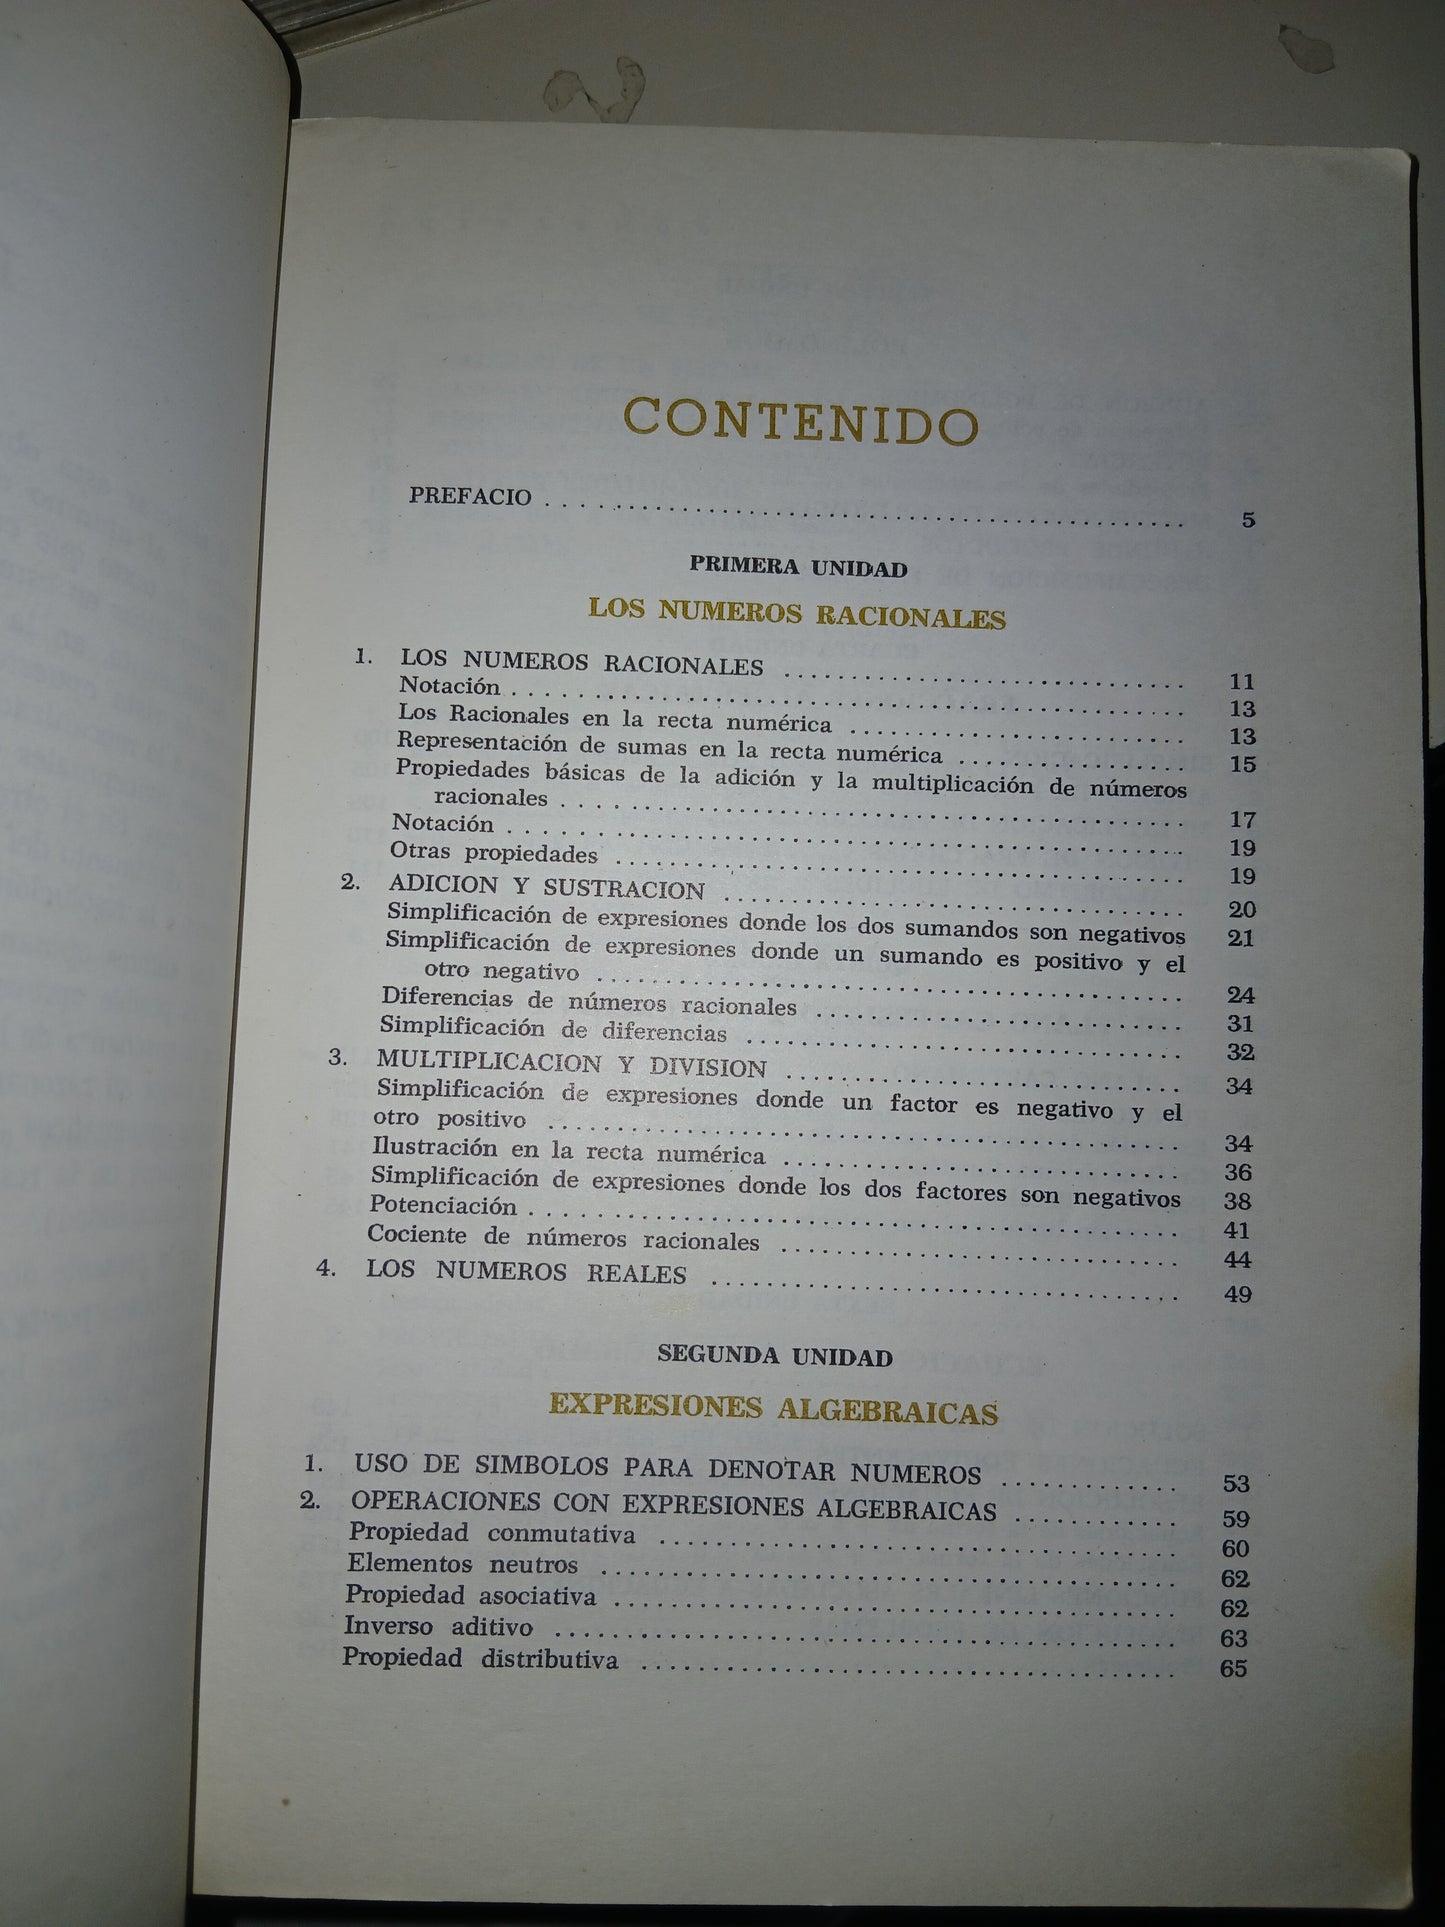 CONTENIDO
PREFACIO . . . . . . . . . . . . . . . . . . . . 5
PRIMERA UNIDAD
LOS NUMEROS RACIONALES
1. LOS NUMEROS RACIONALES . . . . . . . . . . 11
Notación . . . . . . . . . . 13
Los Racionales en la recta numérica . . . . . . . . . . 13
Representación de sumas en la recta numérica . . . . . . . . . . 15
Propiedades básicas de la adición y la multiplicación de números
racionales . . . . . . . . . . 17
Notación . . . . . . . . . . 19
Otras propiedades . . . . . . . . . . 19
2. ADICION Y SUSTRACION . . . . . . . . . . 20
Simplificación de expresiones donde los dos sumandos son negativos 21
Simplificación de expresiones donde un sumando es positivo y el
otro negativo . . . . . . . . . . 24
Diferencias de números racionales . . . . . . . . . . 31
Simplificación de diferencias . . . . . . . . . . 32
3. MULTIPLICACION Y DIVISION . . . . . . . . . . 34
Simplificación de expresiones donde un factor es negativo y el
otro positivo . . . . . . . . . . 34
Ilustración en la recta numérica . . . . . . . . . . 36
Simplificación de expresiones donde los dos factores son negativos 38
Potenciación . . . . . . . . . . 41
Cociente de números racionales . . . . . . . . . . 44
4. LOS NUMEROS REALES . . . . . . . . . . 49
SEGUNDA UNIDAD
EXPRESIONES ALGEBRAICAS
1. USO DE SIMBOLOS PARA DENOTAR NUMEROS . . . . . . . . . . 53
2. OPERACIONES CON EXPRESIONES ALGEBRAICAS . . . . . . . . . . 59
Propiedad conmutativa . . . . . . . . . . 60
Elementos neutros . . . . . . . . . . 62
Propiedad asociativa . . . . . . . . . . 62
Inverso aditivo . . . . . . . . . . 63
Propiedad distributiva . . . . . . . . . . 65